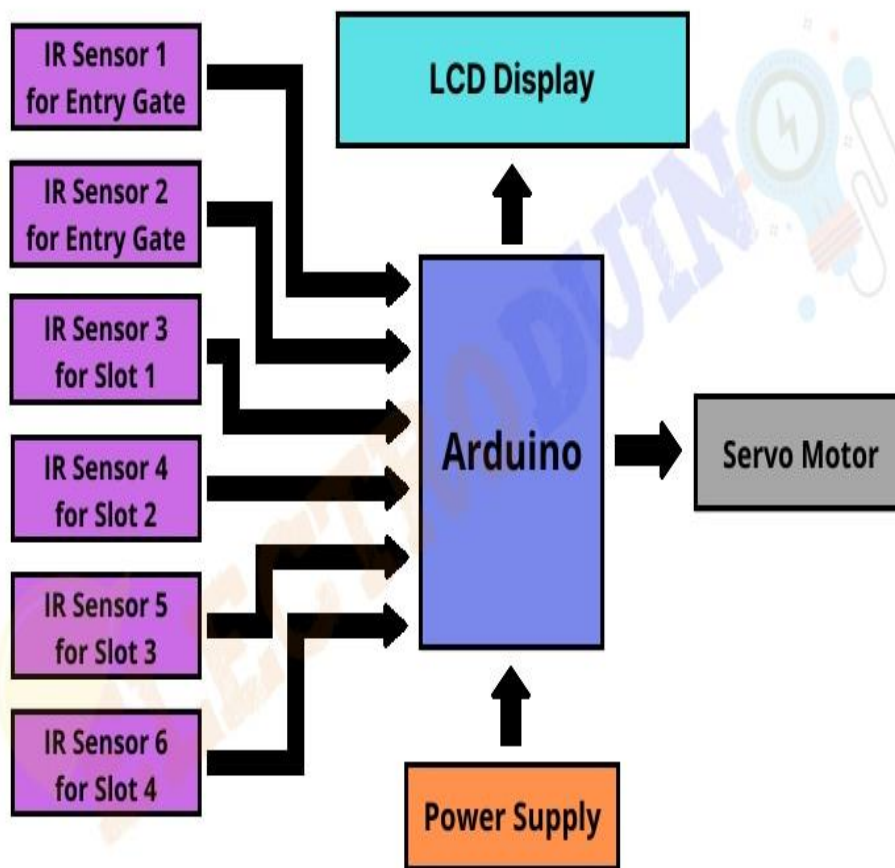 IR Sensor 1
for Entry Gate
LCD Display
IR Sensor 2
for Entry Gate
IR Sensor 3
for Slot 1
Arduino
Servo Motor
IR Sensor 4
for Slot 2
IR Sensor 5
for Slot 3
IR Sensor 6
for Slot 4
Power Supply
ELECTRODUINO